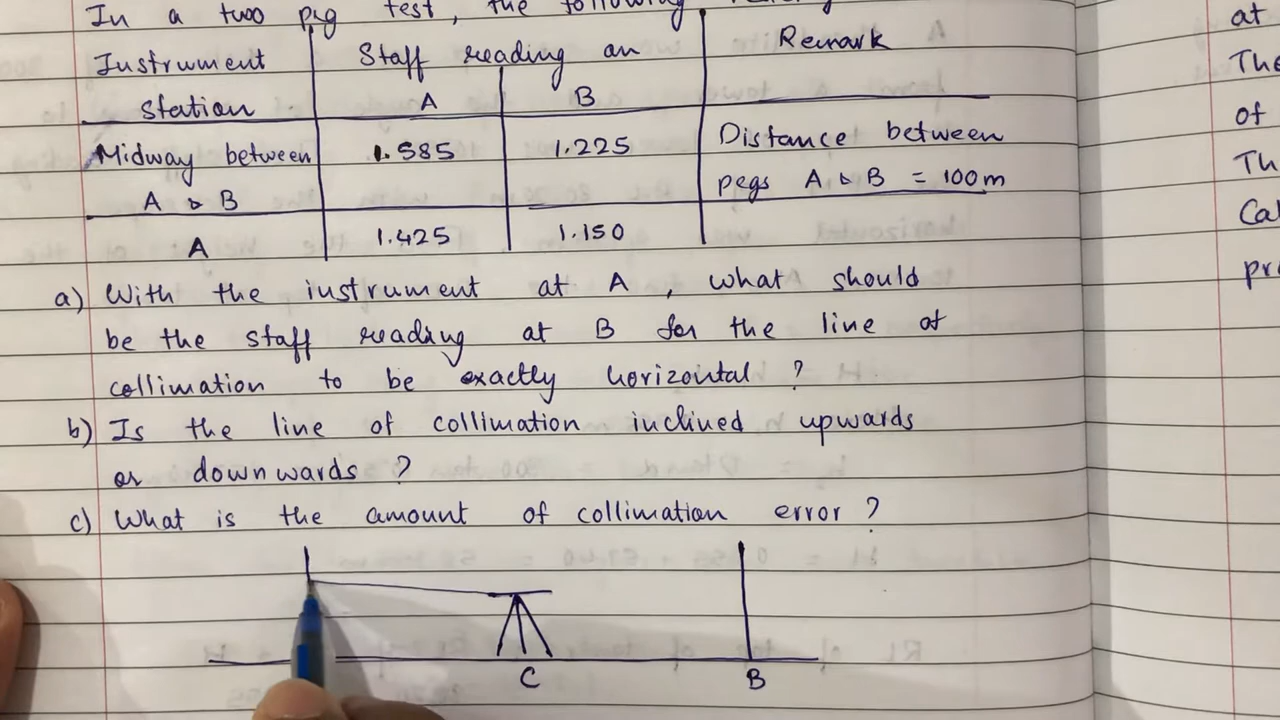 In a two peg test, the following
Instrument Staff reading on Remark
station A B
Midway between 1.585 1.225 Distance between
A & B pegs A & B = 100m
A 1.425 1.150
a) With the instrument at A, what should
be the staff reading at B for the line of
collimation to be exactly horizontal ?
b) Is the line of collimation inclined upwards
or downwards ?
c) What is the amount of collimation error ?
C B
at
The
of
Th
Cal
pr